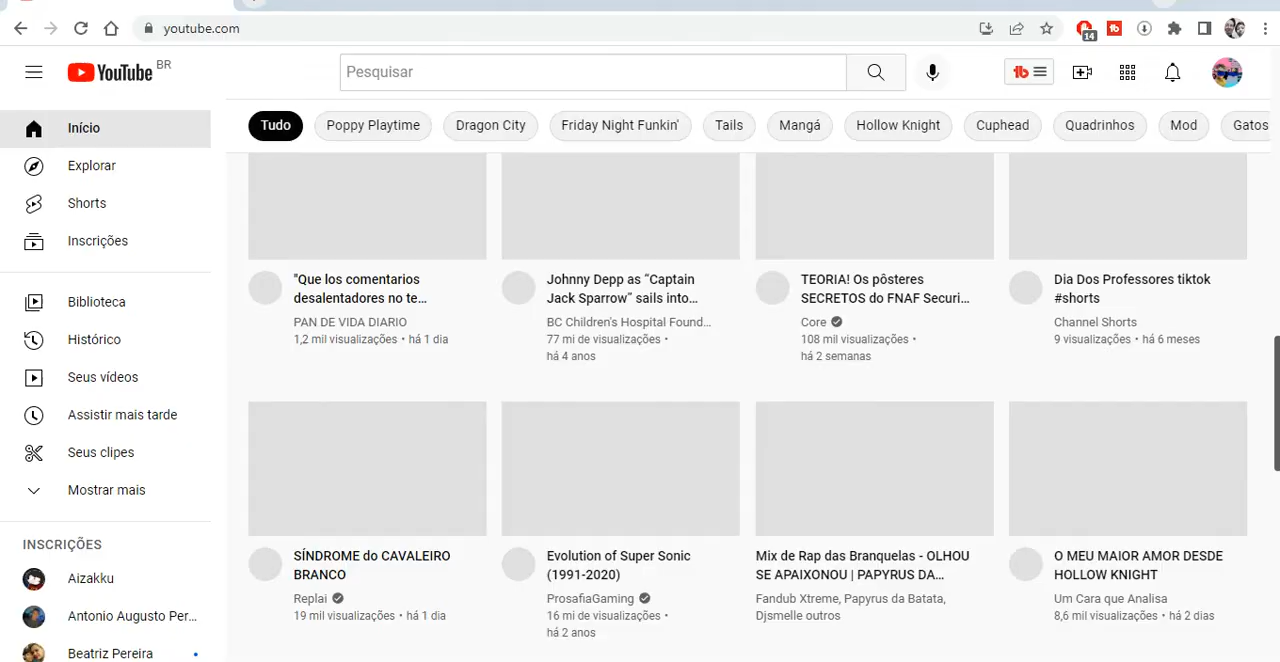 youtube.com
14
YouTube BR
Pesquisar
Tudo
Poppy Playtime
Dragon City
Friday Night Funkin'
Tails
Mangá
Hollow Knight
Cuphead
Quadrinhos
Mod
Gatos
Início
Explorar
Shorts
Inscrições
Biblioteca
Histórico
Seus vídeos
Assistir mais tarde
Seus clipes
Mostrar mais
INSCRIÇÕES
Aizakku
Antonio Augusto Per...
Beatriz Pereira
"Que los comentarios
desalentadores no te...
PAN DE VIDA DIARIO
1,2 mil visualizações • há 1 dia
Johnny Depp as “Captain
Jack Sparrow” sails into...
BC Children's Hospital Found...
77 mi de visualizações •
há 4 anos
TEORIA! Os pôsteres
SECRETOS do FNAF Securi...
Core
108 mil visualizações •
há 2 semanas
Dia Dos Professores tiktok
#shorts
Channel Shorts
9 visualizações • há 6 meses
SÍNDROME do CAVALEIRO
BRANCO
Replai
19 mil visualizações • há 1 dia
Evolution of Super Sonic
(1991-2020)
ProsafiaGaming
16 mi de visualizações •
há 2 anos
Mix de Rap das Branquelas - OLHOU
SE APAIXONOU | PAPYRUS DA...
Fandub Xtreme, Papyrus da Batata,
Djsmelle outros
O MEU MAIOR AMOR DESDE
HOLLOW KNIGHT
Um Cara que Analisa
8,6 mil visualizações • há 2 dias